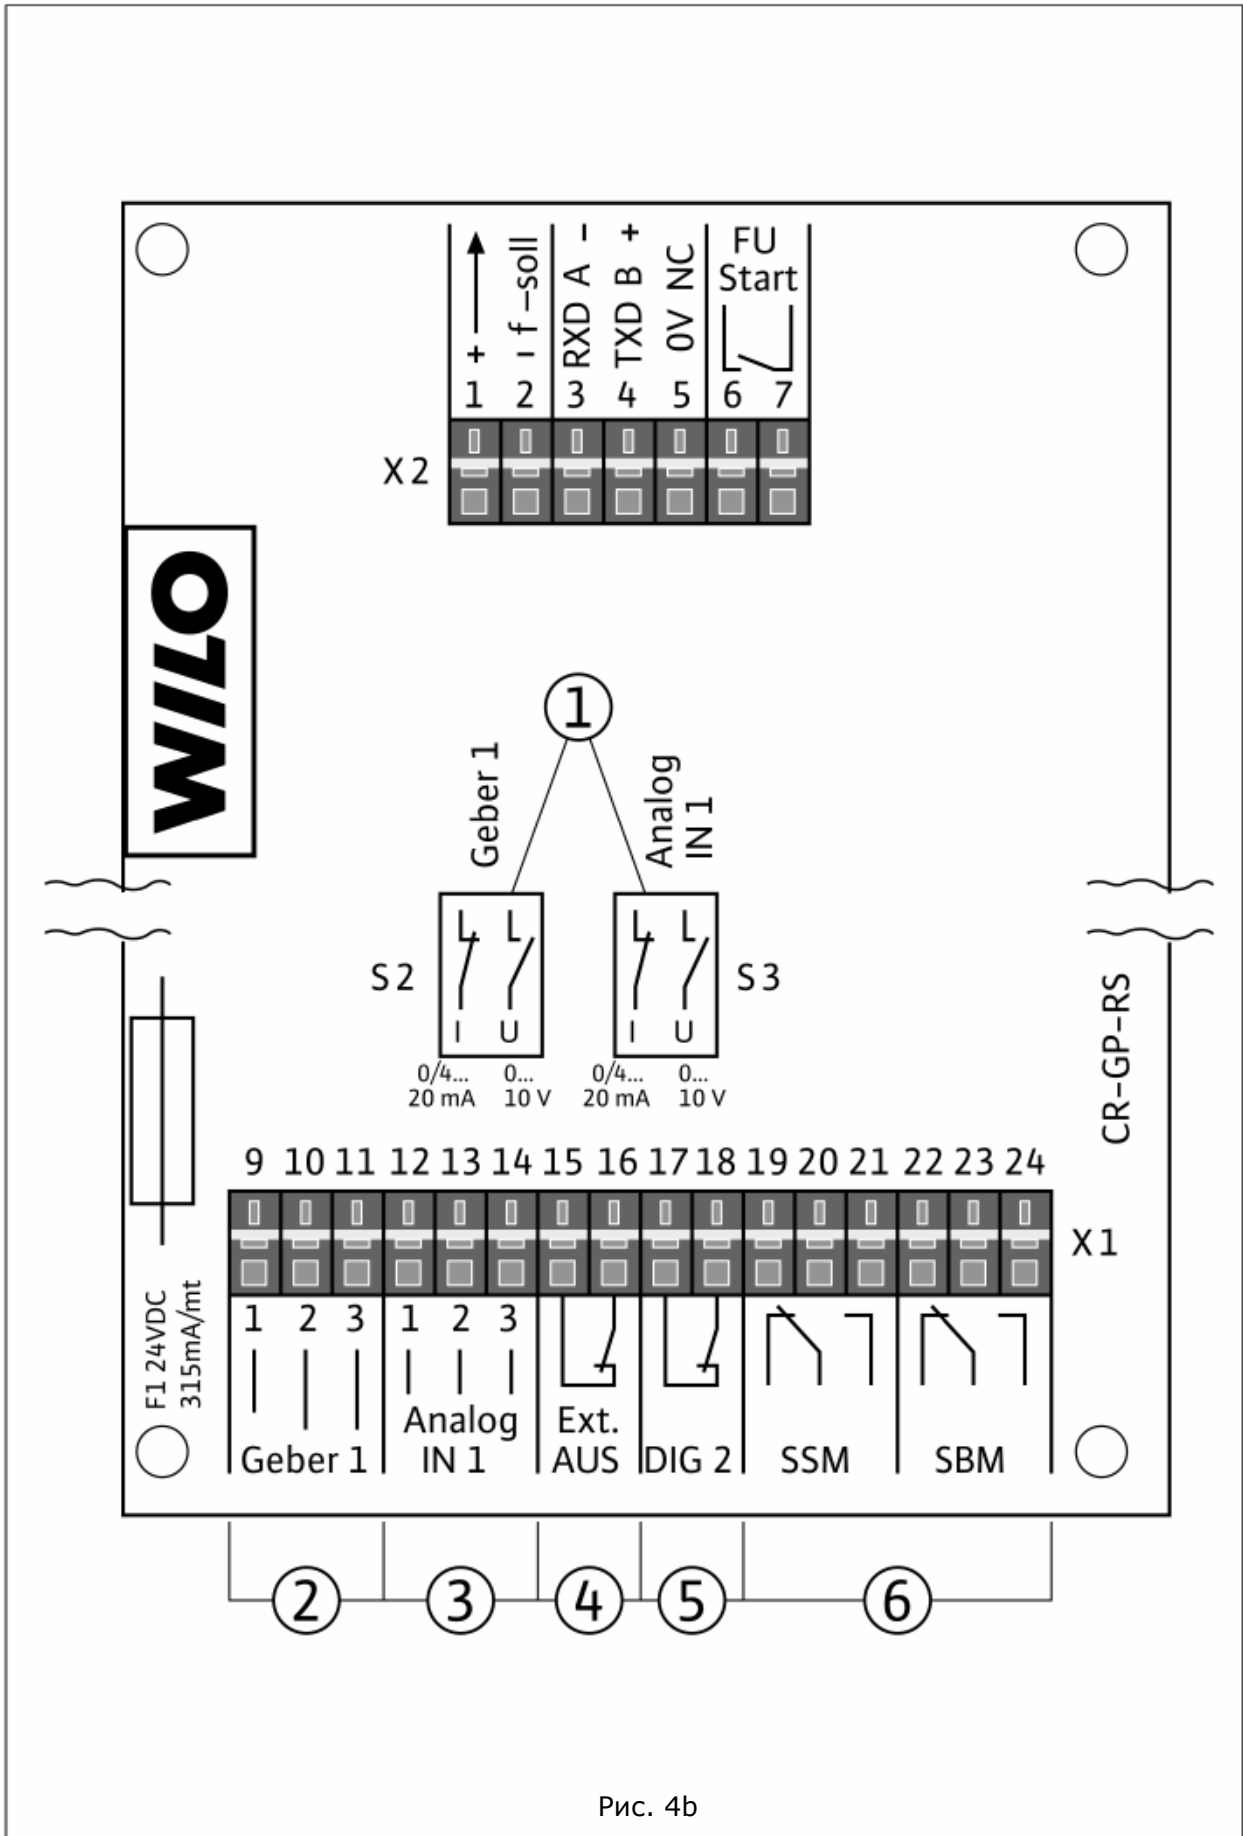 +
– f –soll
RXD A –
TXD B +
0V NC
FU
Start
1 2 3 4 5 6 7
X2
WILO
1
Geber 1
Analog
IN 1
S2
I U
I U
S3
0/4... 0... 0/4... 0...
20 mA 10 V 20 mA 10 V
CR–GP–RS
9 10 11 12 13 14 15 16 17 18 19 20 21 22 23 24
X1
F1 24VDC
315mA/mt
1 2 3 1 2 3
Analog Ext.
Geber 1 IN 1 AUS DIG 2 SSM SBM
2 3 4 5 6
Рис. 4b